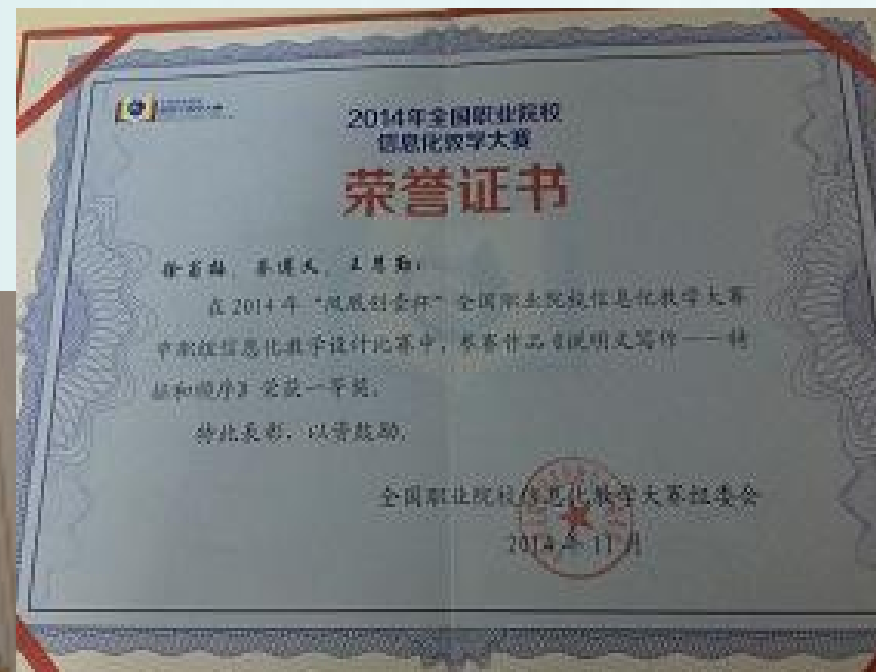 2014年全国职业院校
信息化教学大赛
荣誉证书
在2014年“凤凰创壹杯”全国职业院校信息化教学大赛
中职组信息化教学设计比赛中，参赛作品《说明文写作——特
征和顺序》荣获一等奖。
特此表彰，以资鼓励。
全国职业院校信息化教学大赛组委会
2014年11月